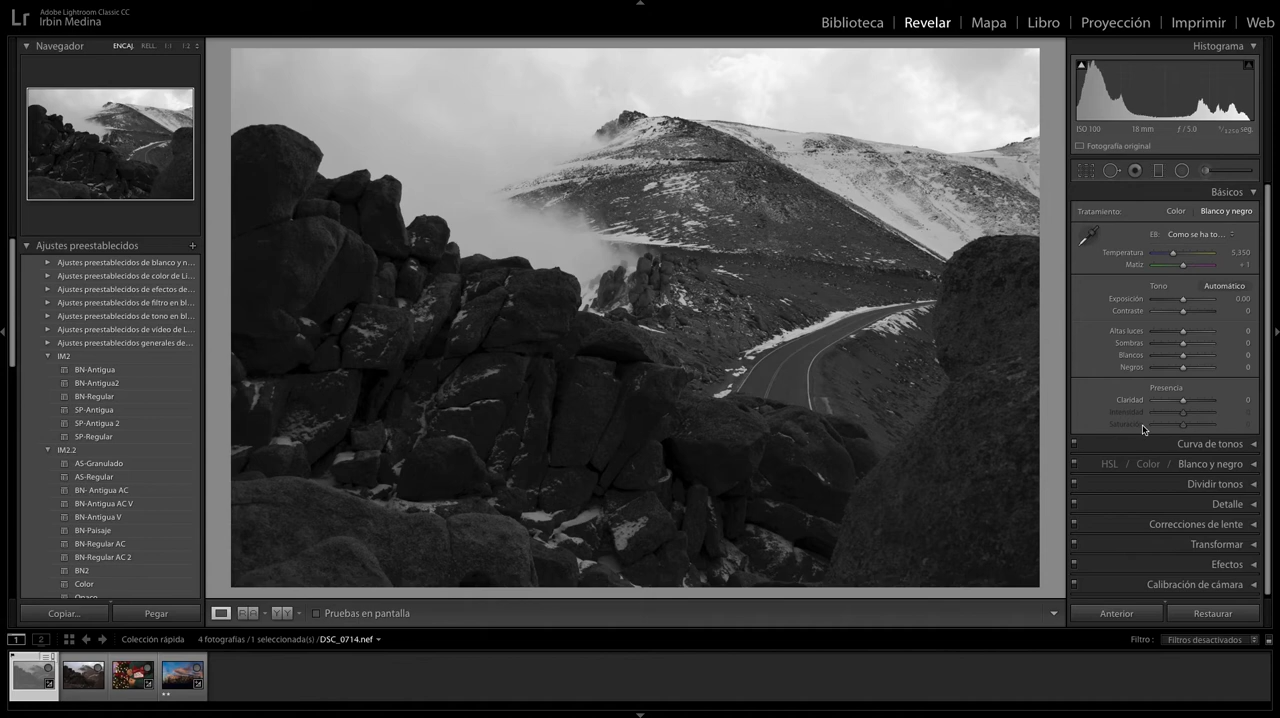 Lr
Adobe Lightroom Classic CC
Irbin Medina
Biblioteca | Revelar | Mapa | Libro | Proyección | Imprimir | Web
Navegador
ENCAJ. RELL. 1:1 1:2
Ajustes preestablecidos +
Ajustes preestablecidos de blanco y n...
Ajustes preestablecidos de color de Li...
Ajustes preestablecidos de efectos de...
Ajustes preestablecidos de filtro en bl...
Ajustes preestablecidos de tono en bl...
Ajustes preestablecidos de vídeo de L...
Ajustes preestablecidos generales de...
IM2
BN-Antigua
BN-Antigua2
BN-Regular
SP-Antigua
SP-Antigua 2
SP-Regular
IM2.2
AS-Granulado
AS-Regular
BN- Antigua AC
BN-Antigua AC V
BN-Antigua V
BN-Paisaje
BN-Regular AC
BN-Regular AC 2
BN2
Color
Opaco
Copiar... Pegar
Pruebas en pantalla
Histograma
ISO 100 18 mm ƒ / 5.0 1/1250 seg.
Fotografía original
Básicos
Tratamiento: Color Blanco y negro
EB: Como se ha to...
Temperatura 5,350
Matiz + 1
Tono Automático
Exposición 0.00
Contraste 0
Altas luces 0
Sombras 0
Blancos 0
Negros 0
Presencia
Claridad 0
Intensidad
Saturación
Curva de tonos
HSL / Color / Blanco y negro
Dividir tonos
Detalle
Correcciones de lente
Transformar
Efectos
Calibración de cámara
Anterior Restaurar
1 2 Colección rápida 4 fotografías / 1 seleccionada(s) /DSC_0714.nef
Filtro : Filtros desactivados